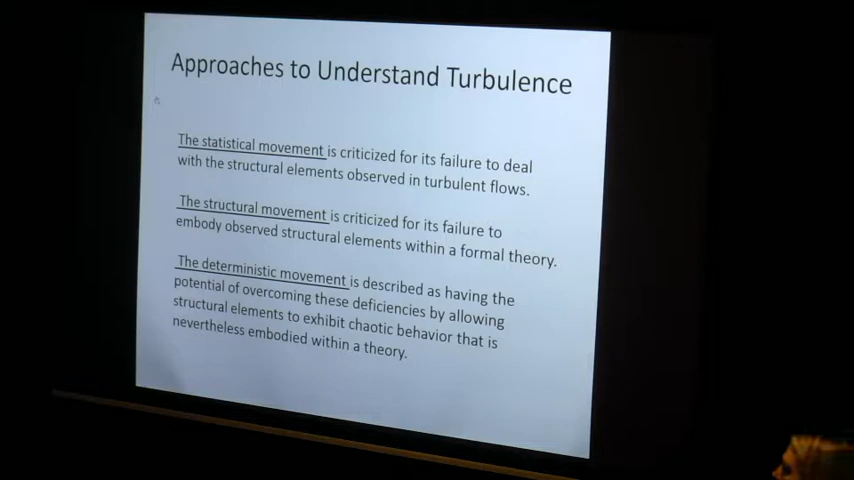 Approaches to Understand Turbulence
The statistical movement is criticized for its failure to deal
with the structural elements observed in turbulent flows.
The structural movement is criticized for its failure to
embody observed structural elements within a formal theory.
The deterministic movement is described as having the
potential of overcoming these deficiencies by allowing
structural elements to exhibit chaotic behavior that is
nevertheless embodied within a theory.